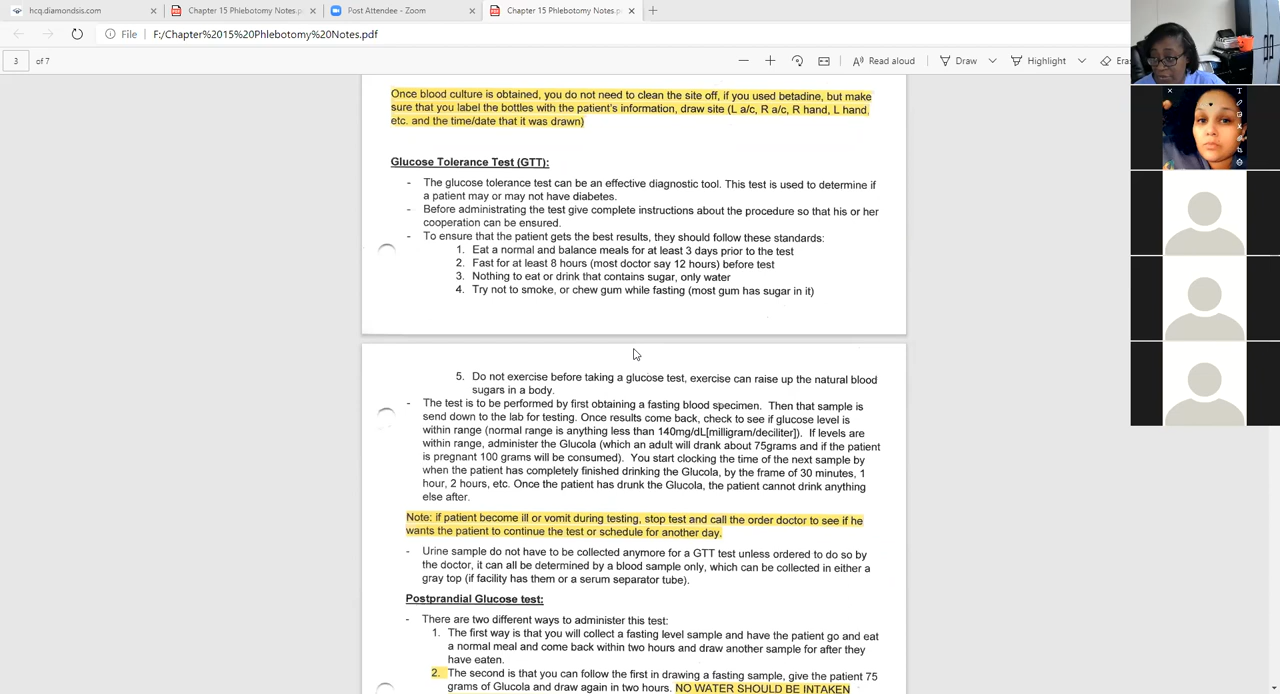 hcq.diamondsis.com
Chapter 15 Phlebotomy Notes.p
Post Attendee - Zoom
Chapter 15 Phlebotomy Notes.p
File
F:/Chapter%2015%20Phlebotomy%20Notes.pdf
3 of 7
Read aloud
Draw
Highlight
Eras
Once blood culture is obtained, you do not need to clean the site off, if you used betadine, but make
sure that you label the bottles with the patient's information, draw site (L a/c, R a/c, R hand, L hand,
etc. and the time/date that it was drawn)
Glucose Tolerance Test (GTT):
- The glucose tolerance test can be an effective diagnostic tool. This test is used to determine if
a patient may or may not have diabetes.
- Before administrating the test give complete instructions about the procedure so that his or her
cooperation can be ensured.
- To ensure that the patient gets the best results, they should follow these standards:
1. Eat a normal and balance meals for at least 3 days prior to the test
2. Fast for at least 8 hours (most doctor say 12 hours) before test
3. Nothing to eat or drink that contains sugar, only water
4. Try not to smoke, or chew gum while fasting (most gum has sugar in it)
5. Do not exercise before taking a glucose test, exercise can raise up the natural blood
sugars in a body.
- The test is to be performed by first obtaining a fasting blood specimen. Then that sample is
send down to the lab for testing. Once results come back, check to see if glucose level is
within range (normal range is anything less than 140mg/dL[milligram/deciliter]). If levels are
within range, administer the Glucola (which an adult will drank about 75grams and if the patient
is pregnant 100 grams will be consumed). You start clocking the time of the next sample by
when the patient has completely finished drinking the Glucola, by the frame of 30 minutes, 1
hour, 2 hours, etc. Once the patient has drunk the Glucola, the patient cannot drink anything
else after.
Note: if patient become ill or vomit during testing, stop test and call the order doctor to see if he
wants the patient to continue the test or schedule for another day.
- Urine sample do not have to be collected anymore for a GTT test unless ordered to do so by
the doctor, it can all be determined by a blood sample only, which can be collected in either a
gray top (if facility has them or a serum separator tube).
Postprandial Glucose test:
- There are two different ways to administer this test:
1. The first way is that you will collect a fasting level sample and have the patient go and eat
a normal meal and come back within two hours and draw another sample for after they
have eaten.
2. The second is that you can follow the first in drawing a fasting sample, give the patient 75
grams of Glucola and draw again in two hours. NO WATER SHOULD BE INTAKEN